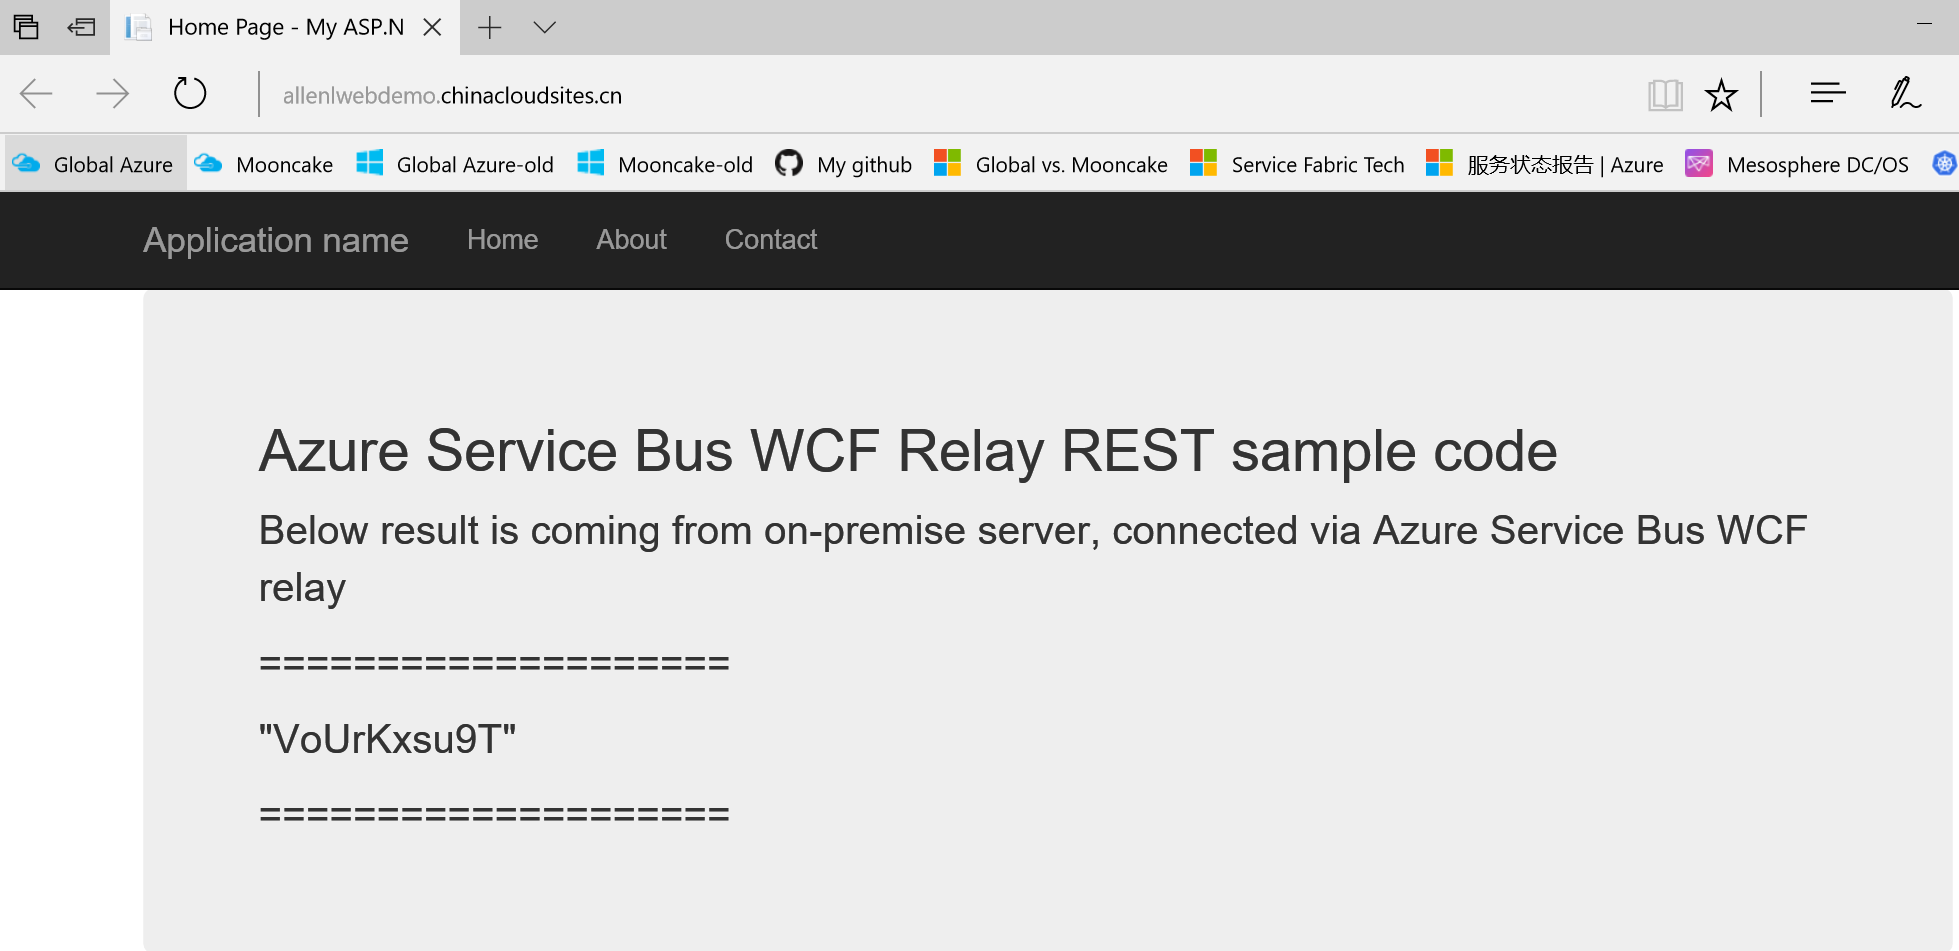 Home Page - My ASP.N
allenlwebdemo.chinacloudsites.cn
Global Azure Mooncake Global Azure-old Mooncake-old My github Global vs. Mooncake Service Fabric Tech 服务状态报告 | Azure Mesosphere DC/OS
Application name Home About Contact
Azure Service Bus WCF Relay REST sample code
Below result is coming from on-premise server, connected via Azure Service Bus WCF
relay
====================
"VoUrKxsu9T"
====================